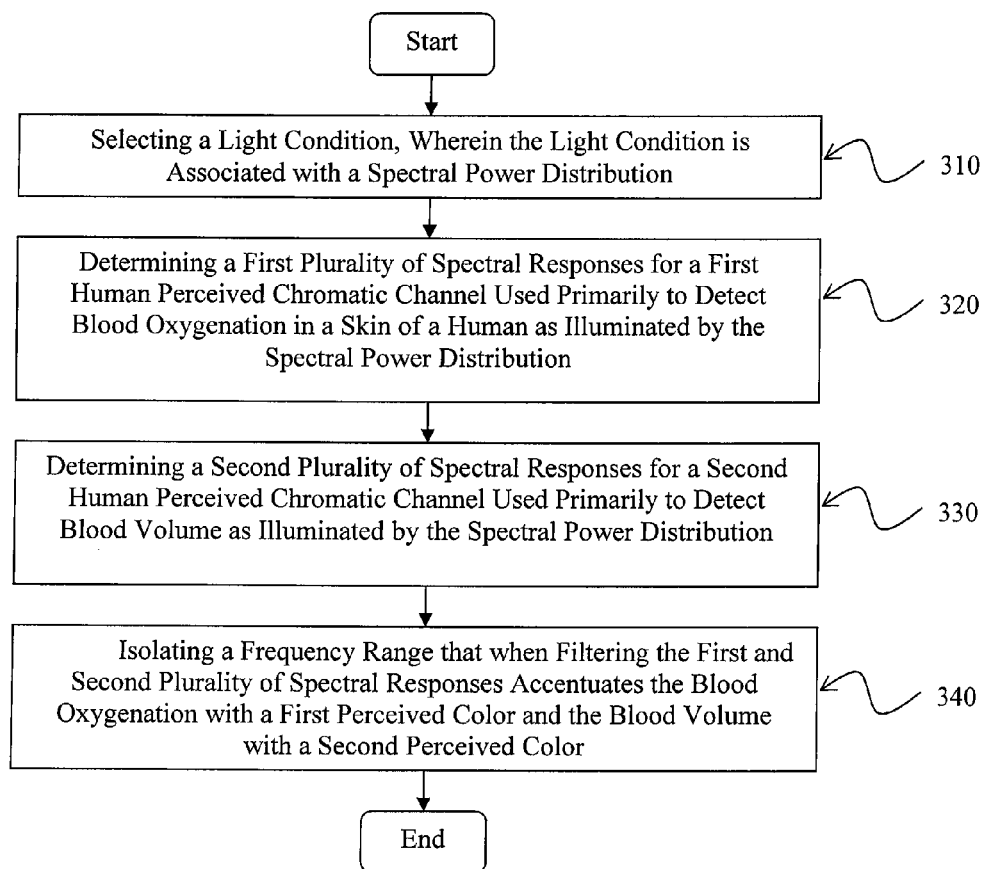 Start
Selecting a Light Condition, Wherein the Light Condition is
Associated with a Spectral Power Distribution
310
Determining a First Plurality of Spectral Responses for a First
Human Perceived Chromatic Channel Used Primarily to Detect
Blood Oxygenation in a Skin of a Human as Illuminated by the
Spectral Power Distribution
320
Determining a Second Plurality of Spectral Responses for a Second
Human Perceived Chromatic Channel Used Primarily to Detect
Blood Volume as Illuminated by the Spectral Power Distribution
330
Isolating a Frequency Range that when Filtering the First and
Second Plurality of Spectral Responses Accentuates the Blood
Oxygenation with a First Perceived Color and the Blood Volume
with a Second Perceived Color
340
End